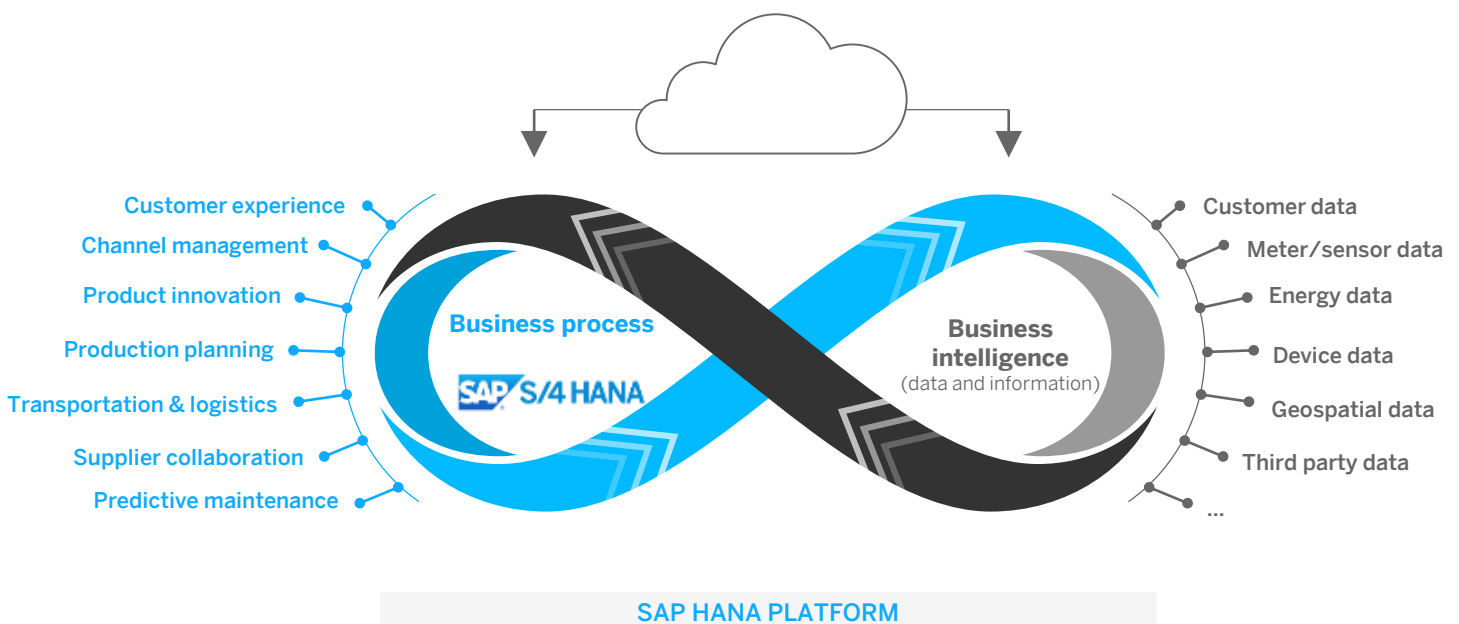 Customer experience
Channel management
Product innovation
Production planning
Transportation & logistics
Supplier collaboration
Predictive maintenance
Business process
SAP S/4 HANA
Business
intelligence
(data and information)
Customer data
Meter/sensor data
Energy data
Device data
Geospatial data
Third party data
...
SAP HANA PLATFORM